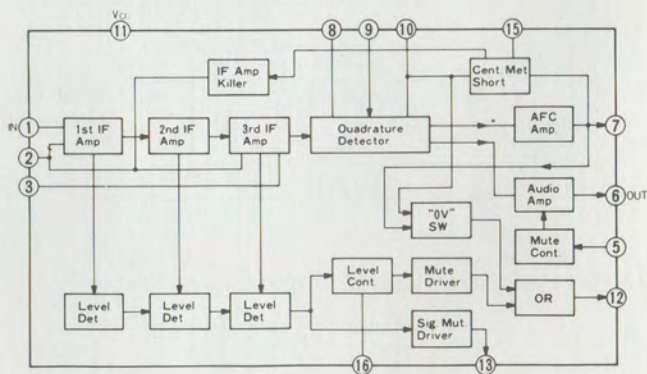 Vcc
11
8
9
10
15
IF Amp
Killer
Cent. Met
Short
IN
1
1st IF
Amp
2nd IF
Amp
3rd IF
Amp
Quadrature
Detector
AFC
Amp.
7
2
3
Audio
Amp
6
OUT
"0V"
SW
Mute
Cont.
5
Level
Det
Level
Det
Level
Det
Level
Cont.
Mute
Driver
OR
12
Sig. Mut.
Driver
16
13